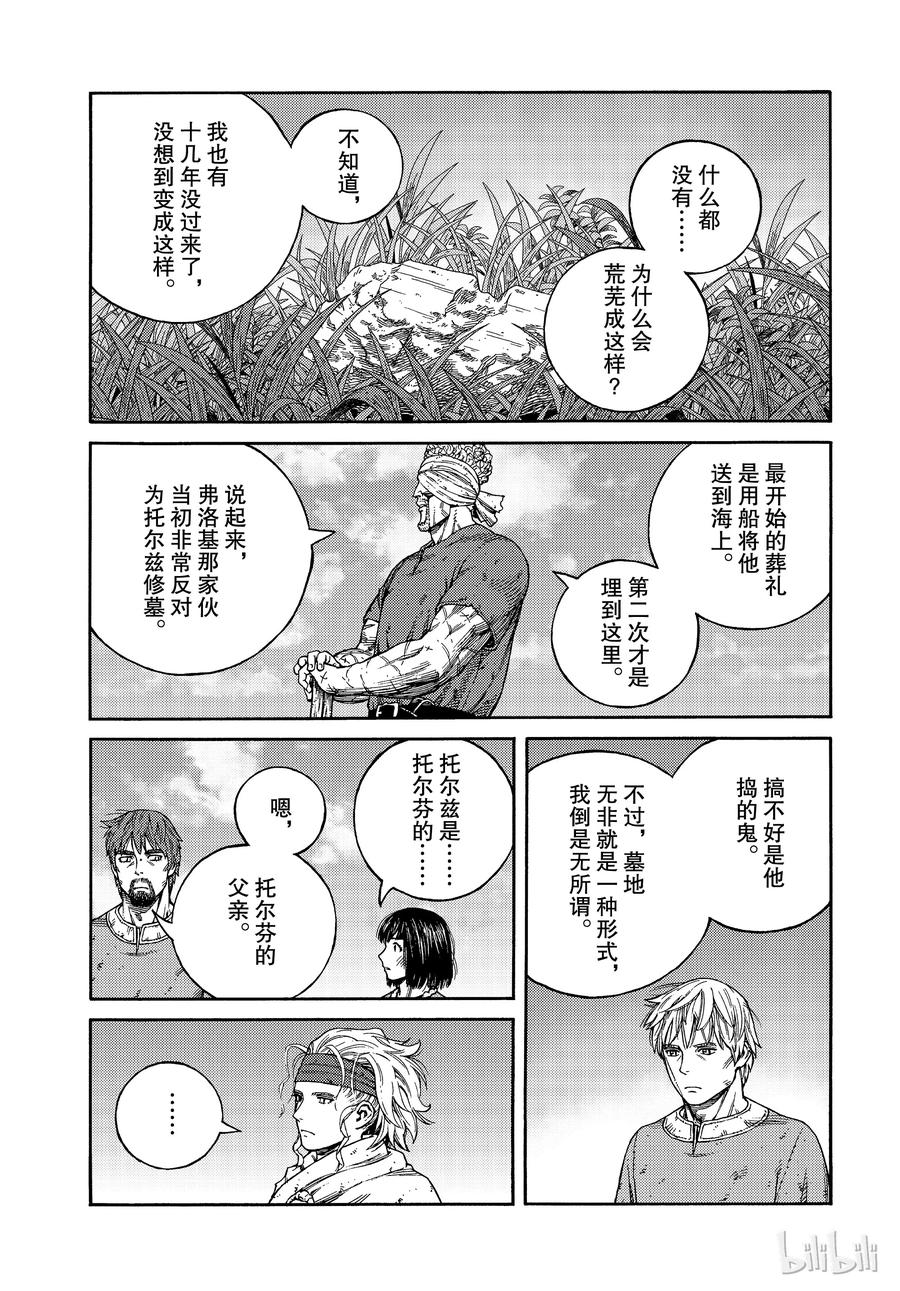 什么都
没有……
为什么会
荒芜成这样？
不知道，
我也有
十几年没过来了，
没想到变成这样。
最开始的葬礼
是用船将他
送到海上。
第二次才是
埋到这里。
说起来，
弗洛基那家伙
当初非常反对
为托尔兹修墓。
搞不好是他
捣的鬼。
不过，墓地
无非就是一种形式，
我倒是无所谓。
托尔兹是……
托尔芬的……
嗯，
托尔芬的
父亲。
……
bilibili